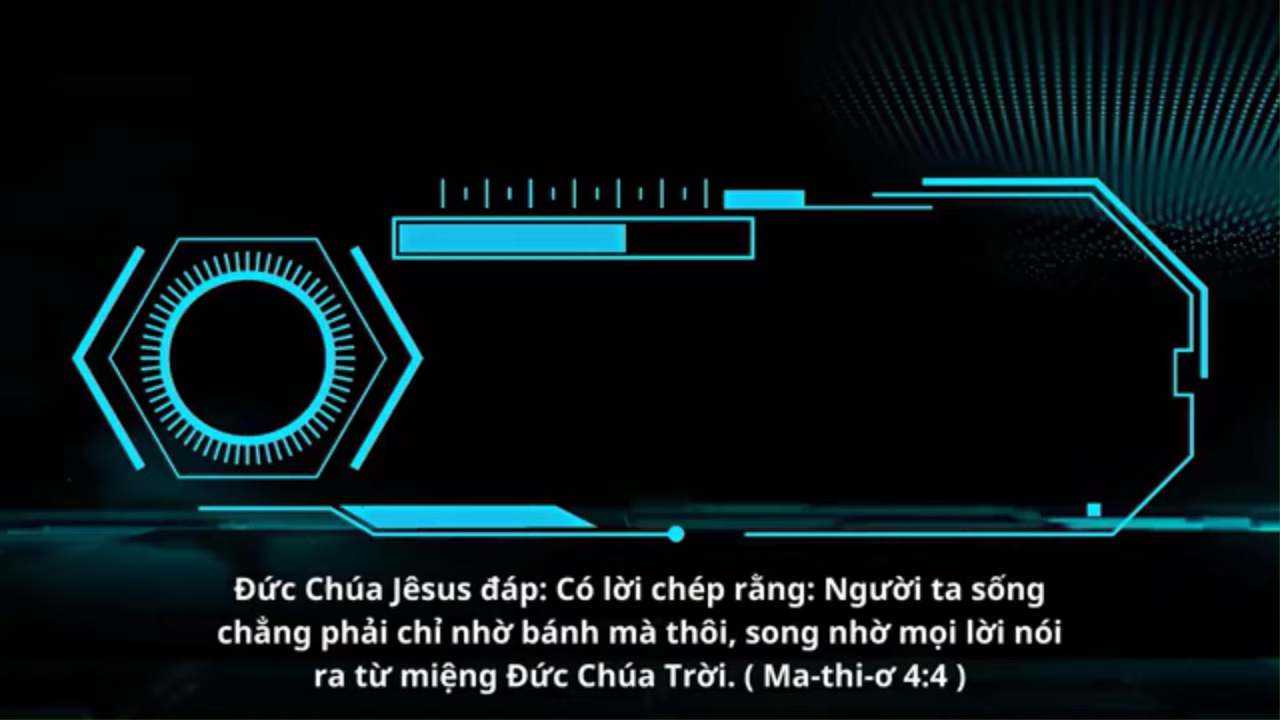 Đức Chúa Jêsus đáp: Có lời chép rằng: Người ta sống
chẳng phải chỉ nhờ bánh mà thôi, song nhờ mọi lời nói
ra từ miệng Đức Chúa Trời. ( Ma-thi-ơ 4:4 )